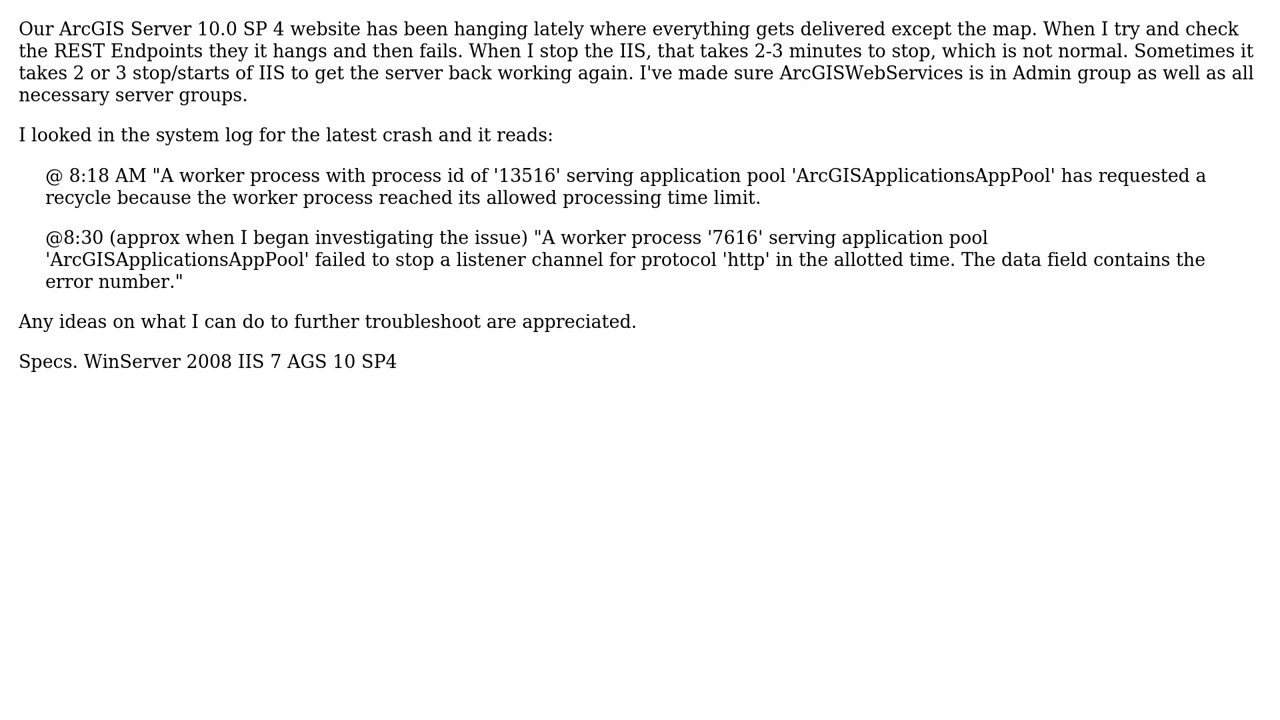 Our ArcGIS Server 10.0 SP 4 website has been hanging lately where everything gets delivered except the map. When I try and check
the REST Endpoints they it hangs and then fails. When I stop the IIS, that takes 2-3 minutes to stop, which is not normal. Sometimes it
takes 2 or 3 stop/starts of IIS to get the server back working again. I've made sure ArcGISWebServices is in Admin group as well as all
necessary server groups.
I looked in the system log for the latest crash and it reads:
@ 8:18 AM "A worker process with process id of '13516' serving application pool 'ArcGISApplicationsAppPool' has requested a
recycle because the worker process reached its allowed processing time limit.
@8:30 (approx when I began investigating the issue) "A worker process '7616' serving application pool
'ArcGISApplicationsAppPool' failed to stop a listener channel for protocol 'http' in the allotted time. The data field contains the
error number."
Any ideas on what I can do to further troubleshoot are appreciated.
Specs. WinServer 2008 IIS 7 AGS 10 SP4